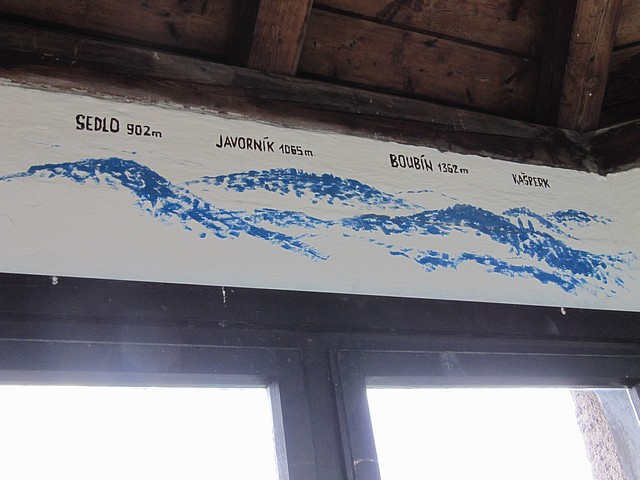 SEDLO 902m
JAVORNÍK 1065m
BOUBÍN 1362m
KAŠPERK